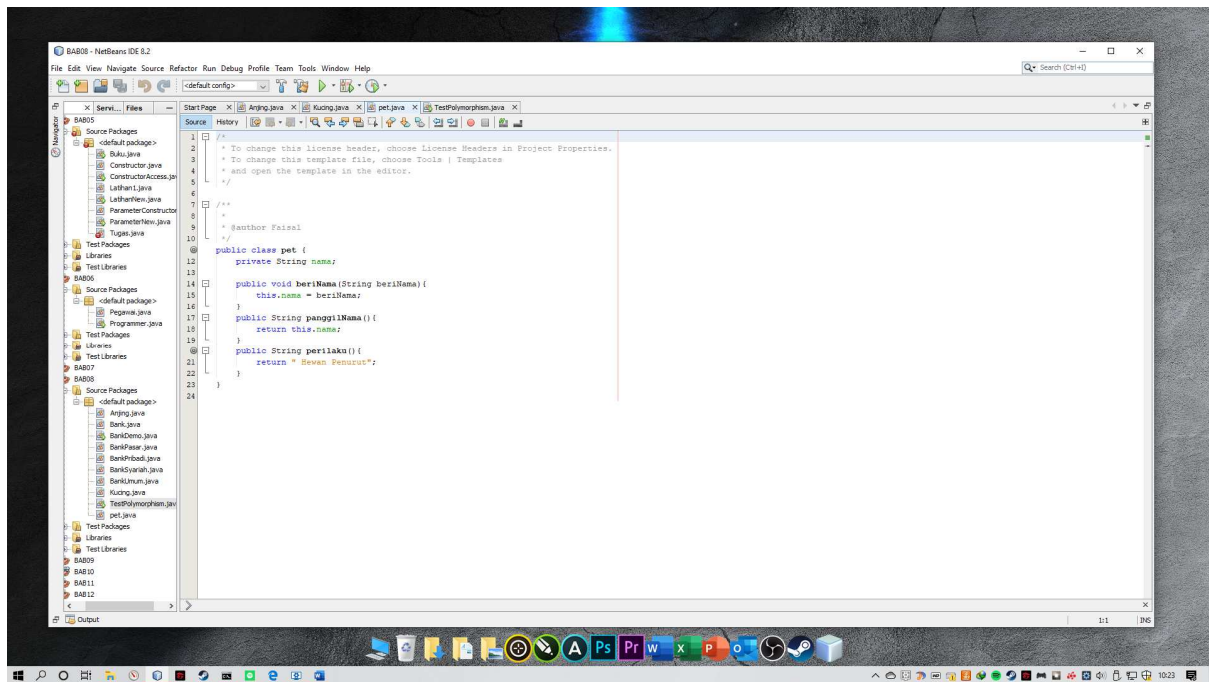 BAB08 - NetBeans IDE 8.2
File Edit View Navigate Source Refactor Run Debug Profile Team Tools Window Help
Search (Ctrl+I)
<default config>
Servi... Files
Start Page Anjing.java Kucing.java pet.java TestPolymorphism.java
Navigator
Source History
BAB05
Source Packages
<default package>
Buku.java
Constructor.java
ConstructorAccess.jav
Latihan1.java
LatihanNew.java
ParameterConstructor
ParameterNew.java
Tugas.java
Test Packages
Libraries
Test Libraries
BAB06
Source Packages
<default package>
Pegawai.java
Programmer.java
Test Packages
Libraries
Test Libraries
BAB07
BAB08
Source Packages
<default package>
Anjing.java
Bank.java
BankDemo.java
BankPasar.java
BankPribadi.java
BankSyariah.java
BankUmum.java
Kucing.java
TestPolymorphism.jav
pet.java
Test Packages
Libraries
Test Libraries
BAB09
BAB10
BAB11
BAB12
1 /*
2 * To change this license header, choose License Headers in Project Properties.
3 * To change this template file, choose Tools | Templates
4 * and open the template in the editor.
5 */
6
7 /**
8 *
9 * @author Faisal
10 */
public class pet {
12 private String nama;
13
14 public void beriNama(String beriNama){
15 this.nama = beriNama;
16 }
17 public String panggilNama(){
18 return this.nama;
19 }
public String perilaku(){
21 return " Hewan Penurut";
22 }
23 }
24
Output
1:1 INS
A Ps Pr W X P O
10:23